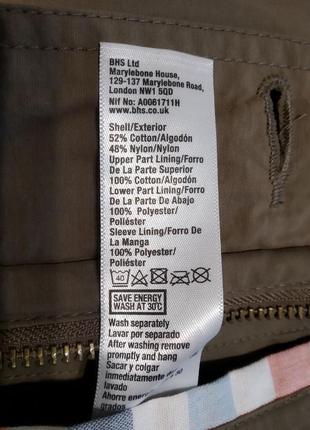 BHS Ltd
Marylebone House,
129-137 Marylebone Road,
London NW1 5QD
Nif No: A0061711H
www.bhs.co.uk
Shell/Exterior
52% Cotton/Algodón
48% Nylon/Nylon
Upper Part Lining/Forro
De La Parte Superior
100% Cotton/Algodón
Lower Part Lining/Forro
De La Parte De Abajo
100% Polyester/
Poliéster
Sleeve Lining/Forro De
La Manga
100% Polyester/
Poliéster
40
SAVE ENERGY
WASH AT 30°C
Wash separately
Lavar por separado
After washing remove
promptly and hang
Sacar y colgar
inmediatamente
lavado
Ahorre
grados